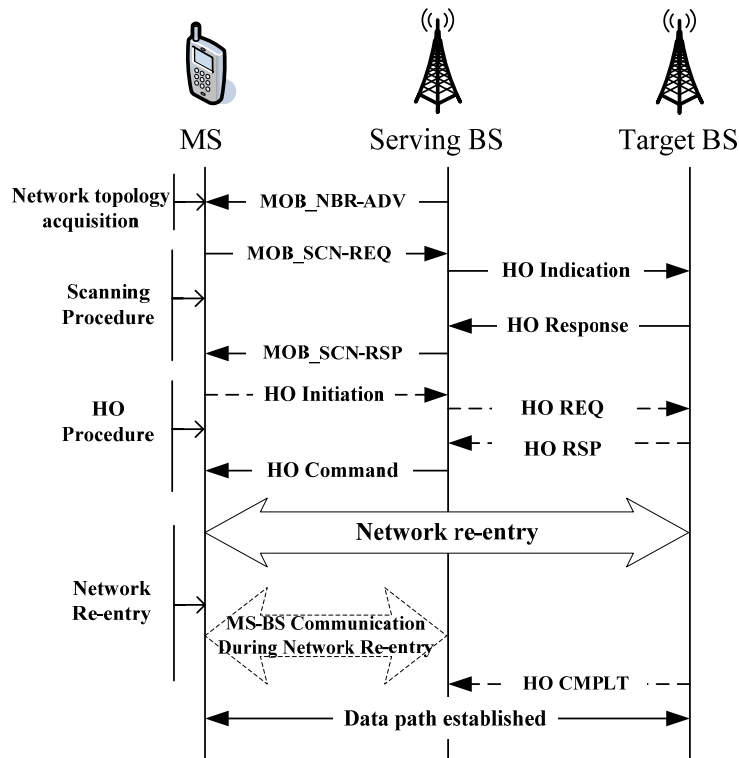 MS
Serving BS
Target BS
Network topology
acquisition
MOB_NBR-ADV
MOB_SCN-REQ
HO Indication
Scanning
Procedure
HO Response
MOB_SCN-RSP
HO Initiation
HO REQ
HO
Procedure
HO RSP
HO Command
Network re-entry
Network
Re-entry
MS-BS Communication
During Network Re-entry
HO CMPLT
Data path established